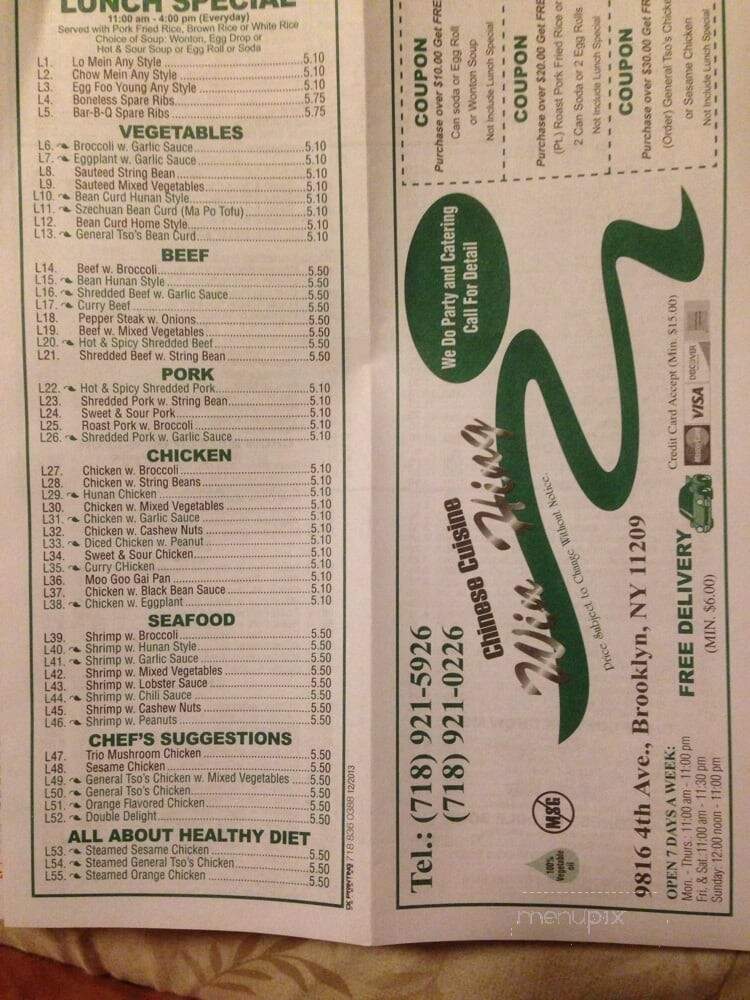 LUNCH SPECIAL
11:00 am - 4:00 pm (Everyday)
Served with Pork Fried Rice, Brown Rice or White Rice
Choice of Soup: Wonton, Egg Drop or
Hot & Sour Soup or Egg Roll or Soda
L1. Lo Mein Any Style 5.10
L2. Chow Mein Any Style 5.10
L3. Egg Foo Young Any Style 5.10
L4. Boneless Spare Ribs 5.75
L5. Bar-B-Q Spare Ribs 5.75
VEGETABLES
L6. Broccoli w. Garlic Sauce 5.10
L7. Eggplant w. Garlic Sauce 5.10
L8. Sauteed String Bean 5.10
L9. Sauteed Mixed Vegetables 5.10
L10. Bean Curd Hunan Style 5.10
L11. Szechuan Bean Curd (Ma Po Tofu) 5.10
L12. Bean Curd Home Style 5.10
L13. General Tso's Bean Curd 5.10
BEEF
L14. Beef w. Broccoli 5.50
L15. Bean Hunan Style 5.50
L16. Shredded Beef w. Garlic Sauce 5.50
L17. Curry Beef 5.50
L18. Pepper Steak w. Onions 5.50
L19. Beef w. Mixed Vegetables 5.50
L20. Hot & Spicy Shredded Beef 5.50
L21. Shredded Beef w. String Bean 5.50
PORK
L22. Hot & Spicy Shredded Pork 5.10
L23. Shredded Pork w. String Bean 5.10
L24. Sweet & Sour Pork 5.10
L25. Roast Pork w. Broccoli 5.10
L26. Shredded Pork w. Garlic Sauce 5.10
CHICKEN
L27. Chicken w. Broccoli 5.10
L28. Chicken w. String Beans 5.10
L29. Hunan Chicken 5.10
L30. Chicken w. Mixed Vegetables 5.10
L31. Chicken w. Garlic Sauce 5.10
L32. Chicken w. Cashew Nuts 5.10
L33. Diced Chicken w. Peanut 5.10
L34. Sweet & Sour Chicken 5.10
L35. Curry CHicken 5.10
L36. Moo Goo Gai Pan 5.10
L37. Chicken w. Black Bean Sauce 5.10
L38. Chicken w. Eggplant 5.10
SEAFOOD
L39. Shrimp w. Broccoli 5.50
L40. Shrimp w. Hunan Style 5.50
L41. Shrimp w. Garlic Sauce 5.50
L42. Shrimp w. Mixed Vegetables 5.50
L43. Shrimp w. Lobster Sauce 5.50
L44. Shrimp w. Chili Sauce 5.50
L45. Shrimp w. Cashew Nuts 5.50
L46. Shrimp w. Peanuts 5.50
CHEF'S SUGGESTIONS
L47. Trio Mushroom Chicken 5.50
L48. Sesame Chicken 5.50
L49. General Tso's Chicken w. Mixed Vegetables 5.50
L50. General Tso's Chicken 5.50
L51. Orange Flavored Chicken 5.50
L52. Double Delight 5.50
ALL ABOUT HEALTHY DIET
L53. Steamed Sesame Chicken 5.50
L54. Steamed General Tso's Chicken 5.50
L55. Steamed Orange Chicken 5.50
PRINTING 718 836 0388 12/2013
COUPON
Purchase over $10.00 Get FRE
Can soda or Egg Roll
or Wonton Soup
Not Include Lunch Special
COUPON
Purchase over $20.00 Get FRE
(Pt.) Roast Pork Fried Rice or
2 Can Soda or 2 Egg Rolls
Not Include Lunch Special
COUPON
Purchase over $30.00 Get FR
(Order) General Tao's Chicke
or Sesame Chicken
Not Include Lunch Special
We Do Party and Catering
Call For Detail
Tel.: (718) 921-5926
(718) 921-0226
Chinese Cuisine
Win Hing
Price Subject to Change Without Notice.
MSG
100%
Vegetable
oil
9816 4th Ave., Brooklyn, NY 11209
Credit Card Accept (Min. $15.00)
VISA
DISCOVER
FREE DELIVERY
(MIN. $6.00)
OPEN 7 DAYS A WEEK:
Mon. - Thurs.: 11:00 am - 11:00 pm
Fri. & Sat.: 11:00 am - 11:30 pm
Sunday: 12:00 noon - 11:00 pm
menupix